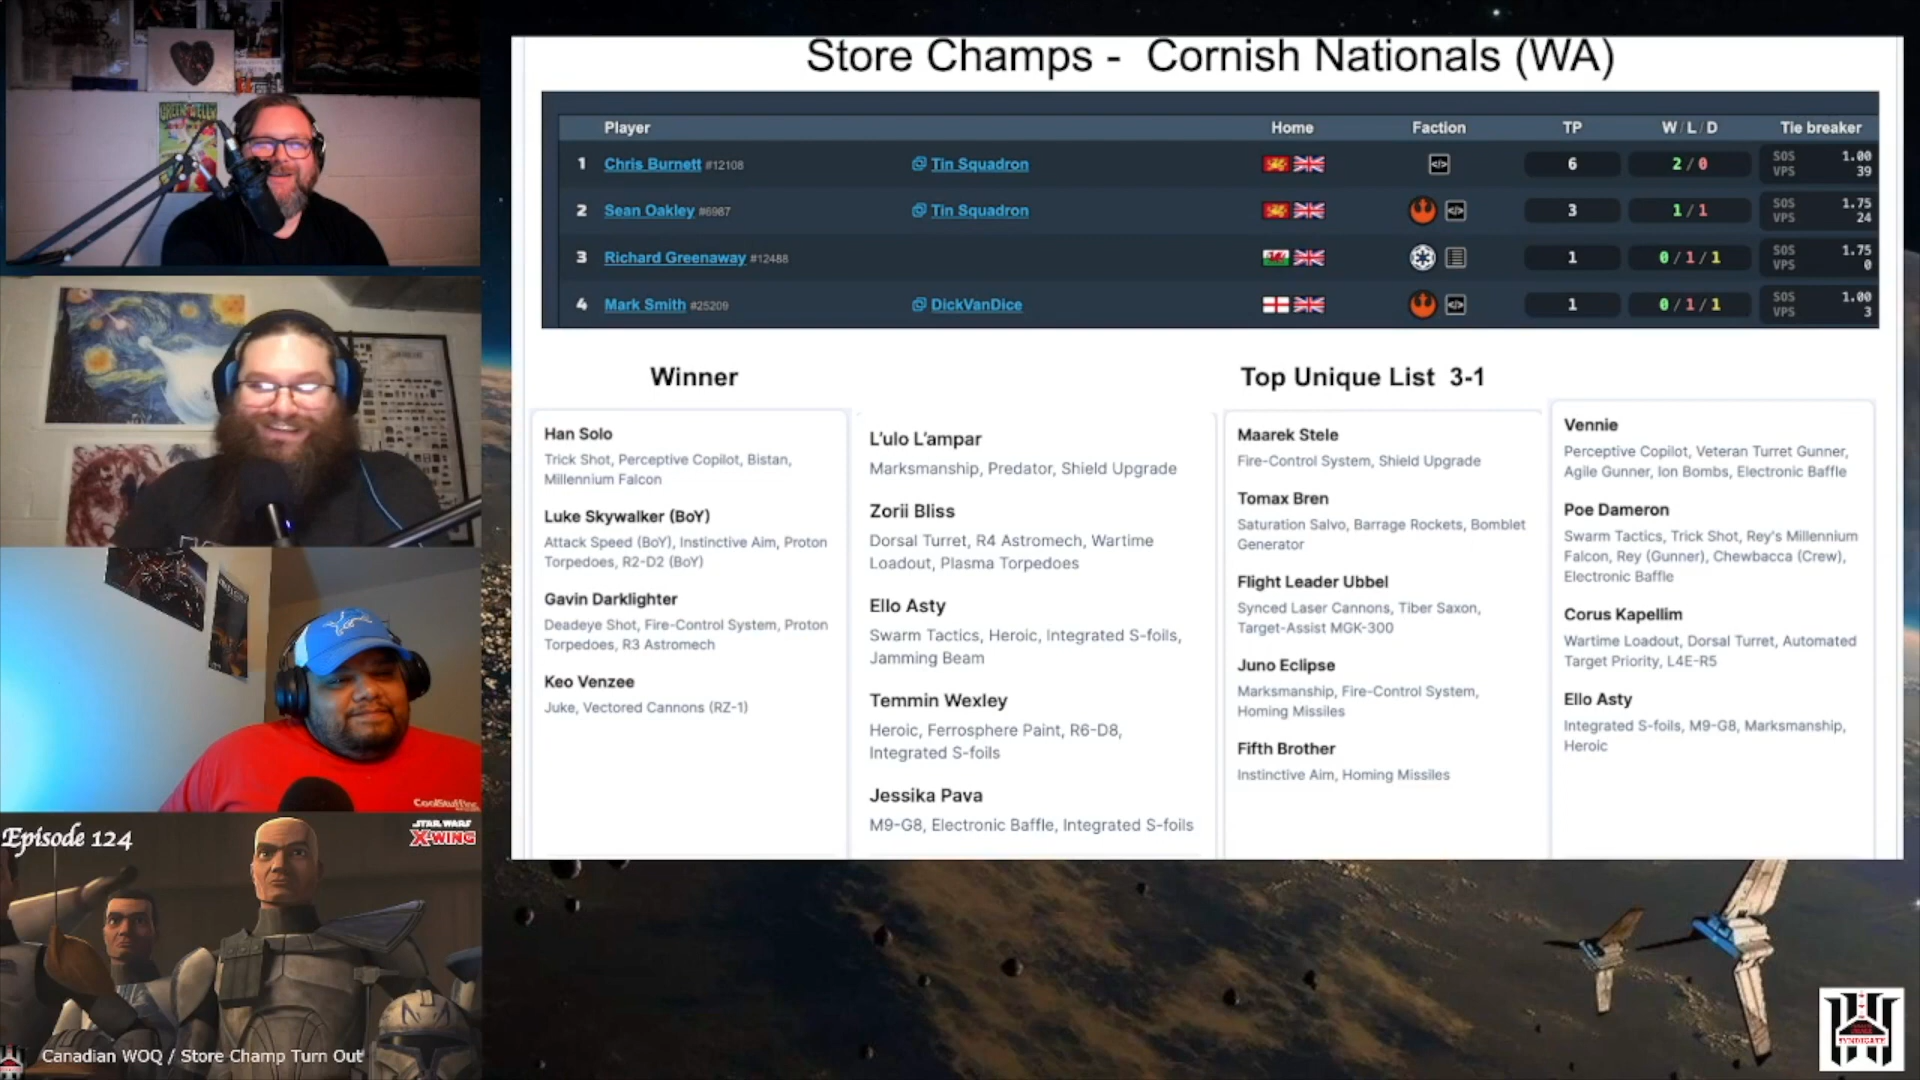 Store Champs - Cornish Nationals (WA)
Player Home Faction TP W / L / D Tie breaker
1 Chris Burnett #12108 Tin Squadron 6 2 / 0 SOS 1.00
VPS 39
2 Sean Oakley #6987 Tin Squadron 3 1 / 1 SOS 1.75
VPS 24
3 Richard Greenaway #12488 1 0 / 1 / 1 SOS 1.75
VPS 0
4 Mark Smith #25209 DickVanDice 1 0 / 1 / 1 SOS 1.00
VPS 3
Winner
Han Solo
Trick Shot, Perceptive Copilot, Bistan,
Millennium Falcon
Luke Skywalker (BoY)
Attack Speed (BoY), Instinctive Aim, Proton
Torpedoes, R2-D2 (BoY)
Gavin Darklighter
Deadeye Shot, Fire-Control System, Proton
Torpedoes, R3 Astromech
Keo Venzee
Juke, Vectored Cannons (RZ-1)
L'ulo L'ampar
Marksmanship, Predator, Shield Upgrade
Zorii Bliss
Dorsal Turret, R4 Astromech, Wartime
Loadout, Plasma Torpedoes
Ello Asty
Swarm Tactics, Heroic, Integrated S-foils,
Jamming Beam
Temmin Wexley
Heroic, Ferrosphere Paint, R6-D8,
Integrated S-foils
Jessika Pava
M9-G8, Electronic Baffle, Integrated S-foils
Top Unique List 3-1
Maarek Stele
Fire-Control System, Shield Upgrade
Tomax Bren
Saturation Salvo, Barrage Rockets, Bomblet
Generator
Flight Leader Ubbel
Synced Laser Cannons, Tiber Saxon,
Target-Assist MGK-300
Juno Eclipse
Marksmanship, Fire-Control System,
Homing Missiles
Fifth Brother
Instinctive Aim, Homing Missiles
Vennie
Perceptive Copilot, Veteran Turret Gunner,
Agile Gunner, Ion Bombs, Electronic Baffle
Poe Dameron
Swarm Tactics, Trick Shot, Rey's Millennium
Falcon, Rey (Gunner), Chewbacca (Crew),
Electronic Baffle
Corus Kapellim
Wartime Loadout, Dorsal Turret, Automated
Target Priority, L4E-R5
Ello Asty
Integrated S-foils, M9-G8, Marksmanship,
Heroic
CoolStuffInc
Episode 124
STAR WARS
X-WING
Canadian WOQ / Store Champ Turn Out
SYNDICATE